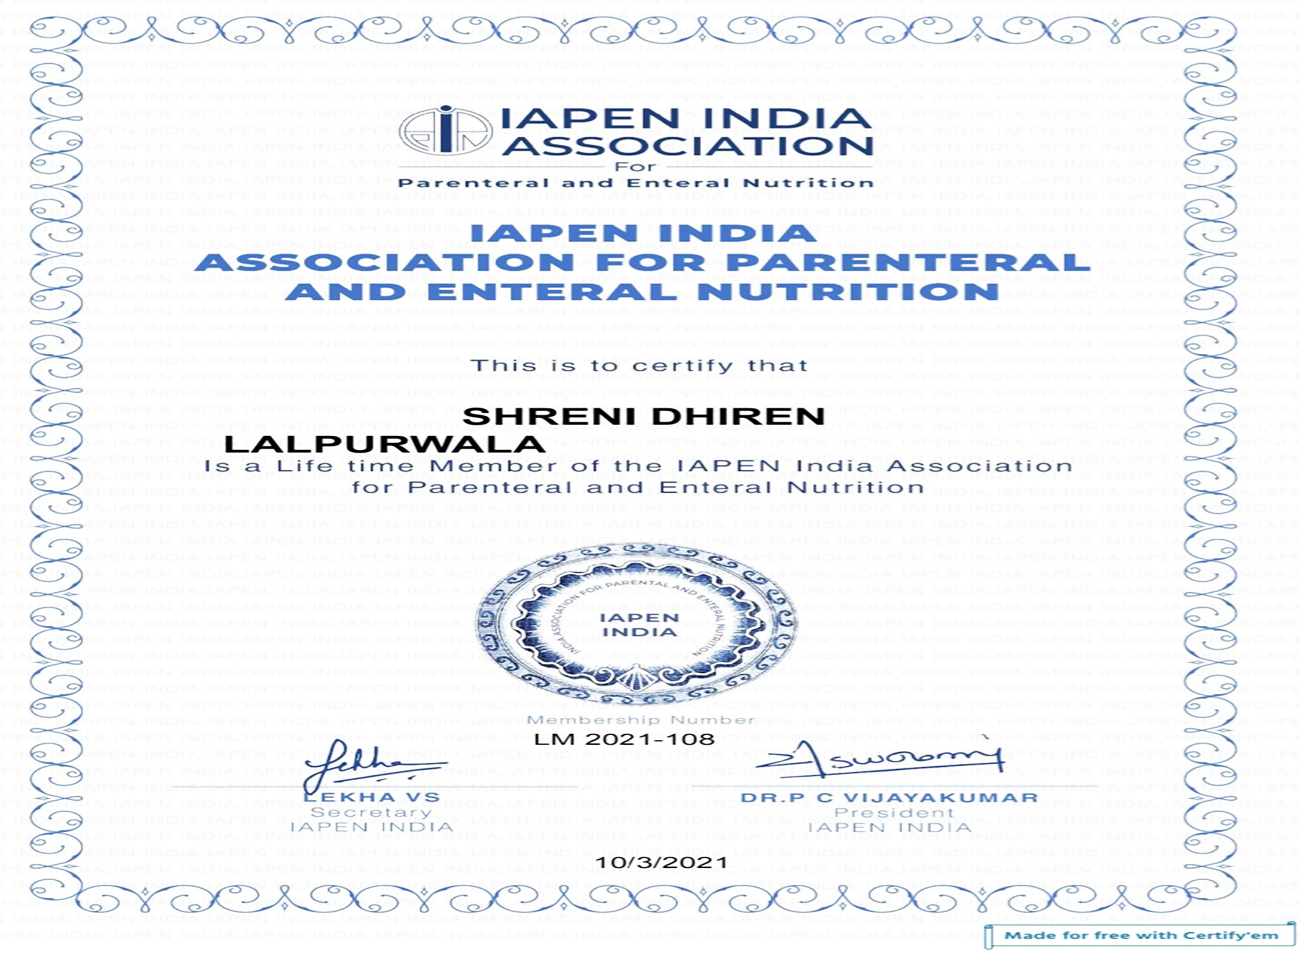 IAPEN INDIA
ASSOCIATION
For
Parenteral and Enteral Nutrition
IAPEN INDIA
ASSOCIATION FOR PARENTERAL
AND ENTERAL NUTRITION
This is to certify that
SHRENI DHIREN
LALPURWALA
Is a Life time Member of the IAPEN India Association
for Parenteral and Enteral Nutrition
INDIA ASSOCIATION FOR PARENTAL AND ENTERAL NUTRITION
IAPEN
INDIA
Membership Number
LM 2021-108
Lekha
Aswrami
LEKHA VS
DR.P C VIJAYAKUMAR
Secretary
President
IAPEN INDIA
IAPEN INDIA
10/3/2021
Made for free with Certify'em